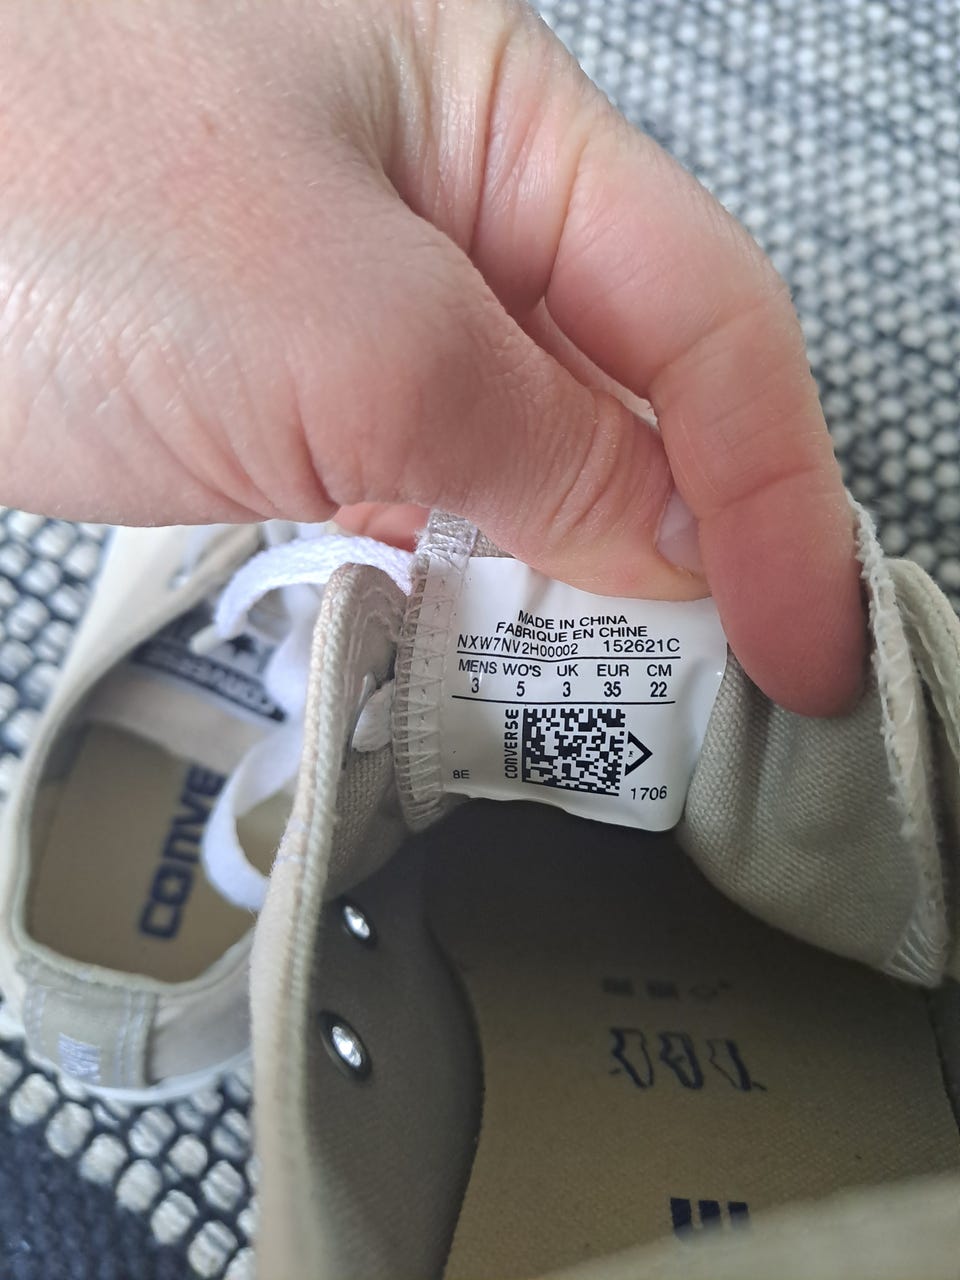 MADE IN CHINA
FABRIQUE EN CHINE
NXW7NV2H00002 152621C
MENS WO'S UK EUR CM
3 5 3 35 22
CONVERSE
8E
1706
CONVE